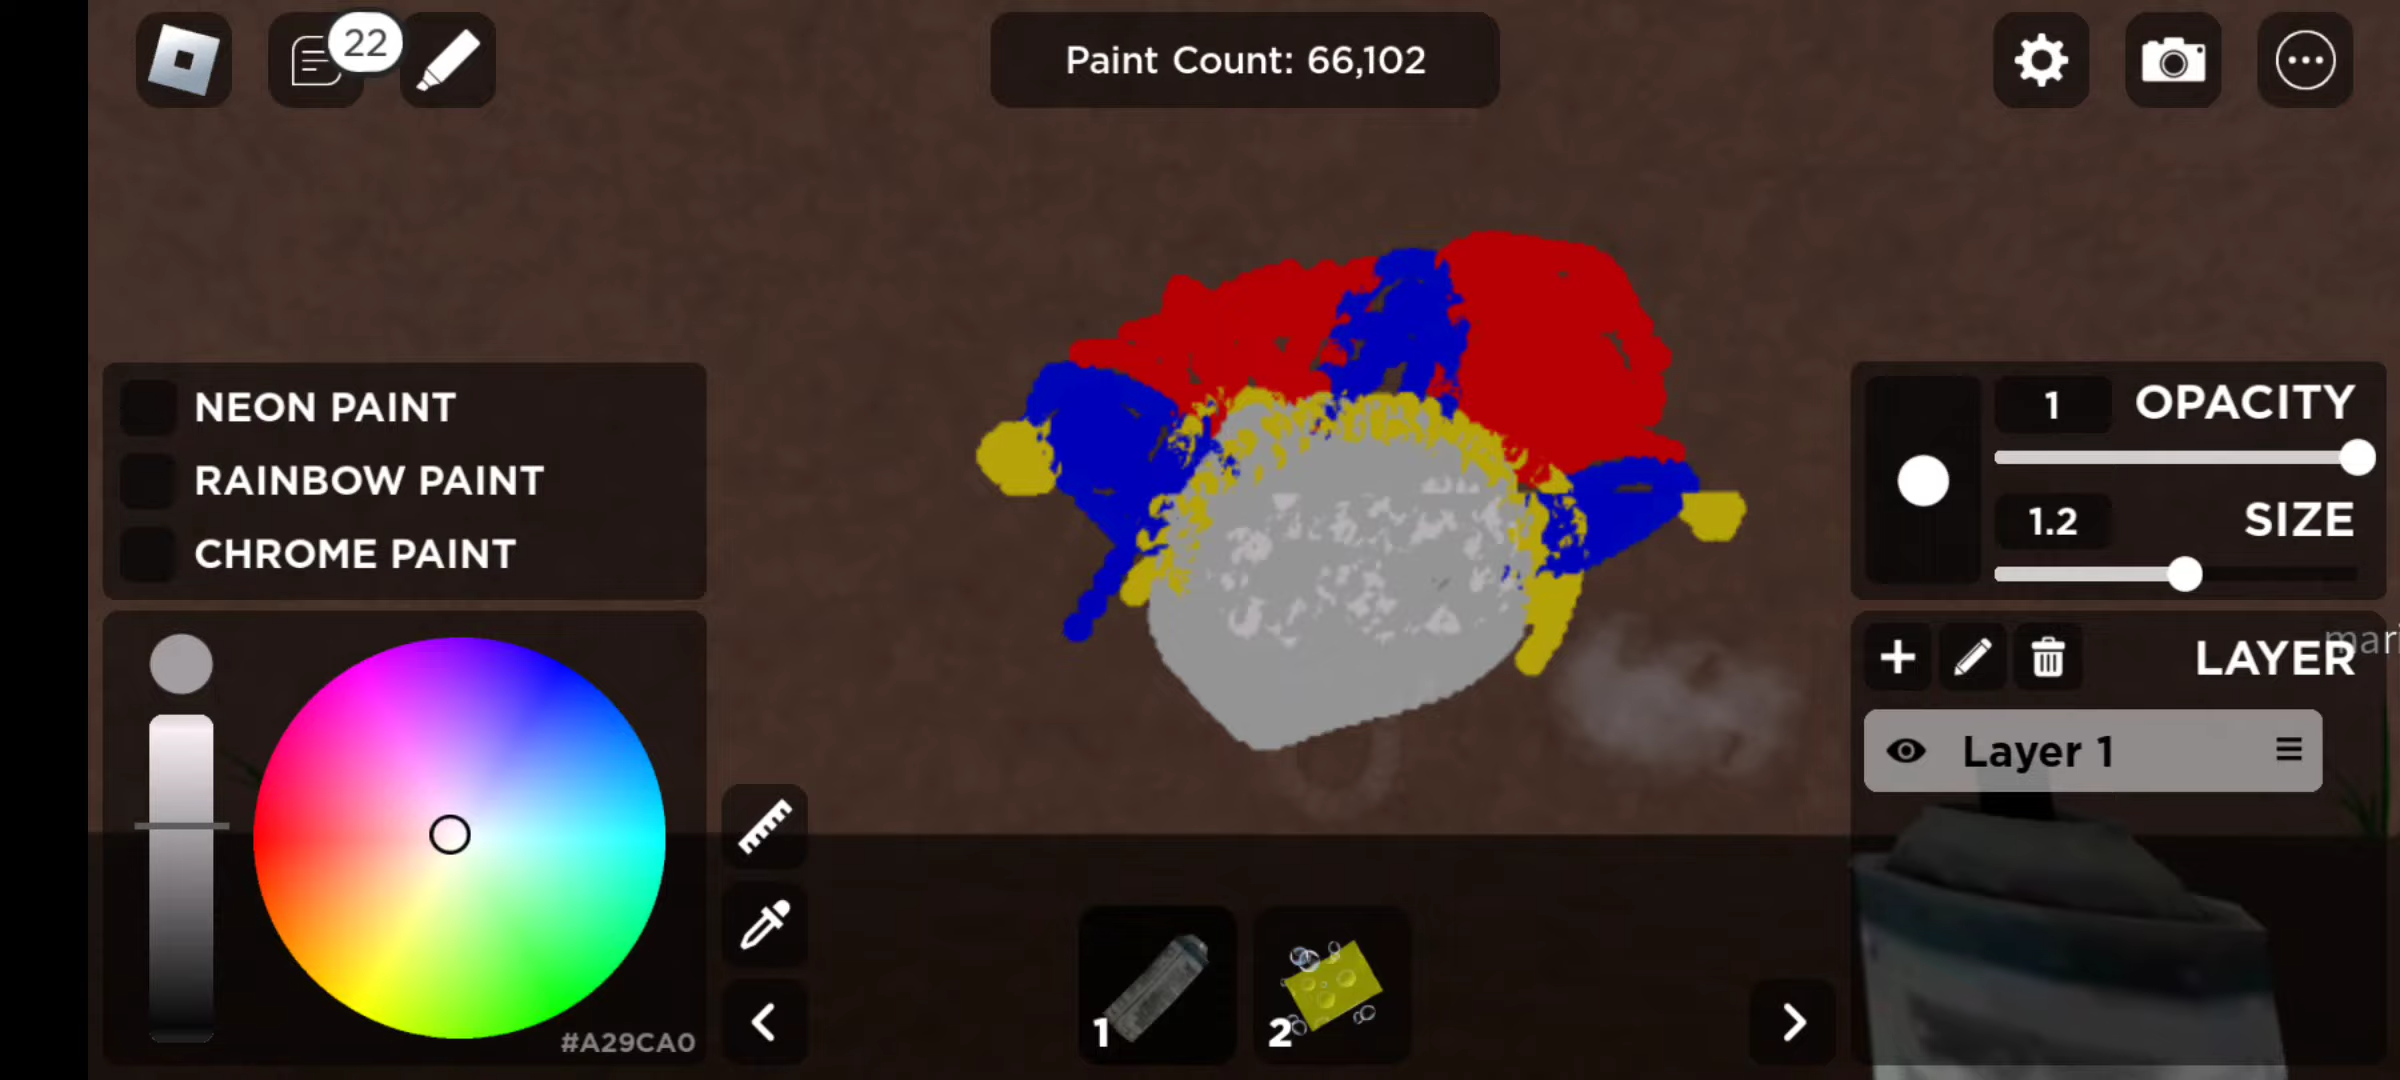 22
Paint Count: 66,102
NEON PAINT
RAINBOW PAINT
CHROME PAINT
1 OPACITY
1.2 SIZE
LAYER
mari
Layer 1
#A29CA0
1
2